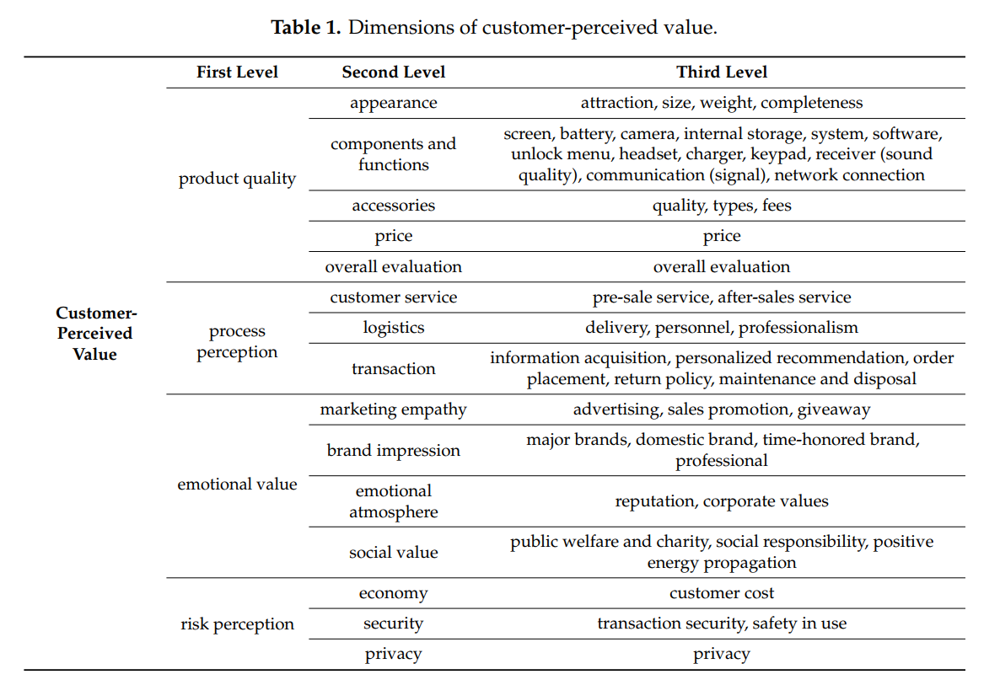 Table 1. Dimensions of customer-perceived value.
First Level Second Level Third Level
Customer-
Perceived
Value
product quality
appearance
attraction, size, weight, completeness
components and
functions
screen, battery, camera, internal storage, system, software,
unlock menu, headset, charger, keypad, receiver (sound
quality), communication (signal), network connection
accessories
quality, types, fees
price
price
overall evaluation
overall evaluation
process
perception
customer service
pre-sale service, after-sales service
logistics
delivery, personnel, professionalism
transaction
information acquisition, personalized recommendation, order
placement, return policy, maintenance and disposal
emotional value
marketing empathy
advertising, sales promotion, giveaway
brand impression
major brands, domestic brand, time-honored brand,
professional
emotional
atmosphere
reputation, corporate values
social value
public welfare and charity, social responsibility, positive
energy propagation
risk perception
economy
customer cost
security
transaction security, safety in use
privacy
privacy